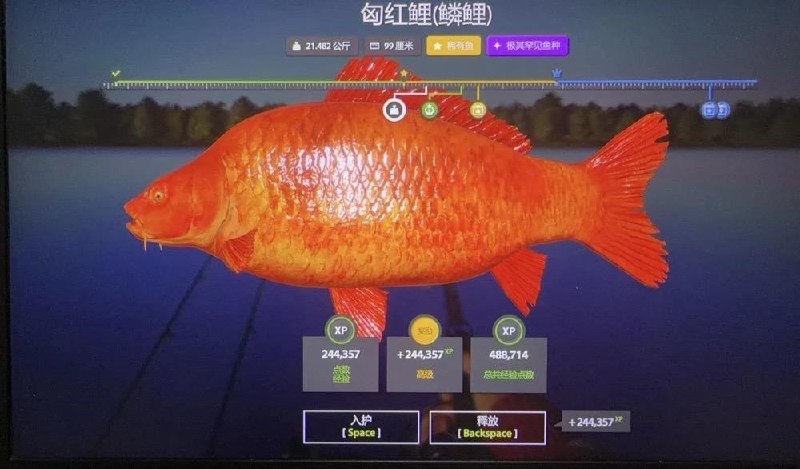 匈红鲤(鳞鲤)
21.482 公斤
99 厘米
稀有鱼
极其罕见鱼种
XP
XP
244,357
点数
经验
+244,357 XP
高级
488,714
总共经验点数
入护
[ Space ]
释放
[ Backspace ]
+244,357 XP